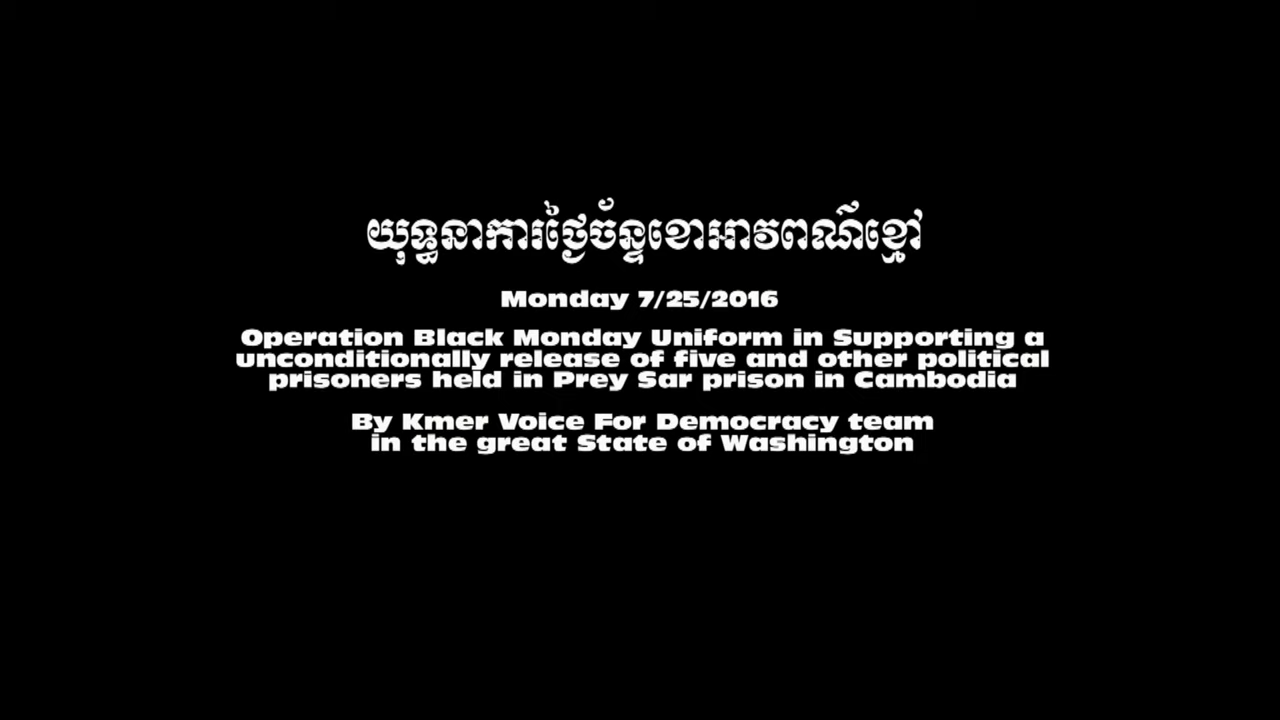 យុទ្ធនាការថ្ងៃច័ន្ទខោអាវពណ៌ខ្មៅ
Monday 7/25/2016
Operation Black Monday Uniform in Supporting a
unconditionally release of five and other political
prisoners held in Prey Sar prison in Cambodia
By Kmer Voice For Democracy team
in the great State of Washington